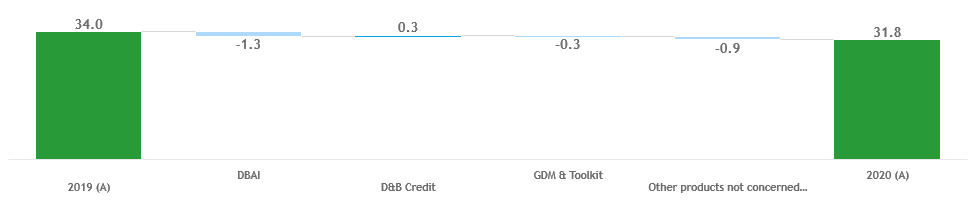 34.0
-1.3
0.3
-0.3
-0.9
31.8
2019 (A)
DBAI
D&B Credit
GDM & Toolkit
Other products not concerned...
2020 (A)